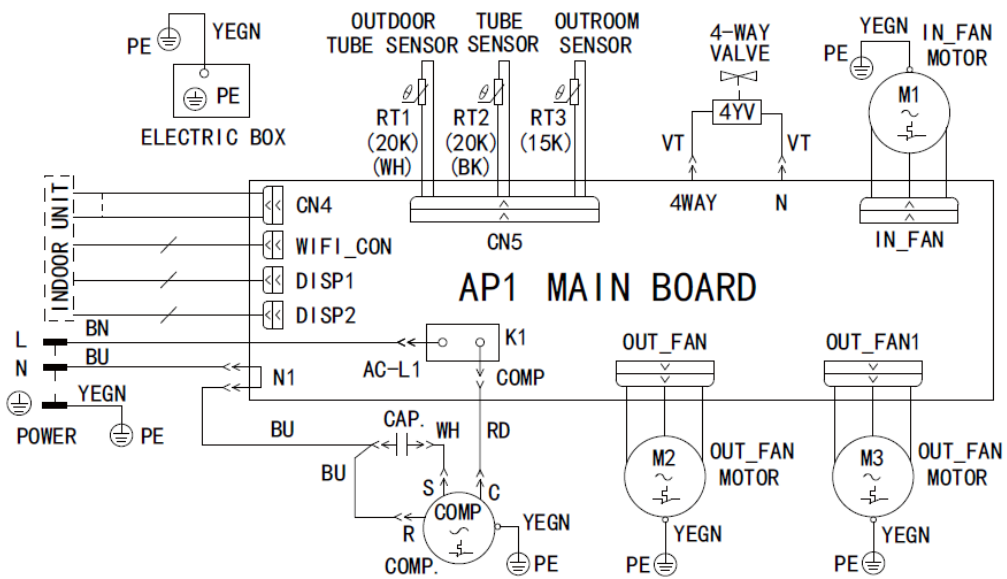 PE
YEGN
PE
ELECTRIC BOX
OUTDOOR
TUBE SENSOR
TUBE
SENSOR
OUTROOM
SENSOR
θ
RT1
(20K)
(WH)
θ
RT2
(20K)
(BK)
θ
RT3
(15K)
4-WAY
VALVE
4YV
VT
VT
4WAY
N
YEGN
PE
IN_FAN
MOTOR
M1
IN_FAN
INDOOR UNIT
CN4
WIFI_CON
DISP1
DISP2
CN5
AP1 MAIN BOARD
L
BN
N
BU
YEGN
POWER
PE
N1
AC-L1
K1
COMP
OUT_FAN
OUT_FAN1
BU
CAP.
WH
RD
BU
S
C
R
COMP
COMP.
YEGN
PE
M2
OUT_FAN
MOTOR
YEGN
PE
M3
OUT_FAN
MOTOR
YEGN
PE